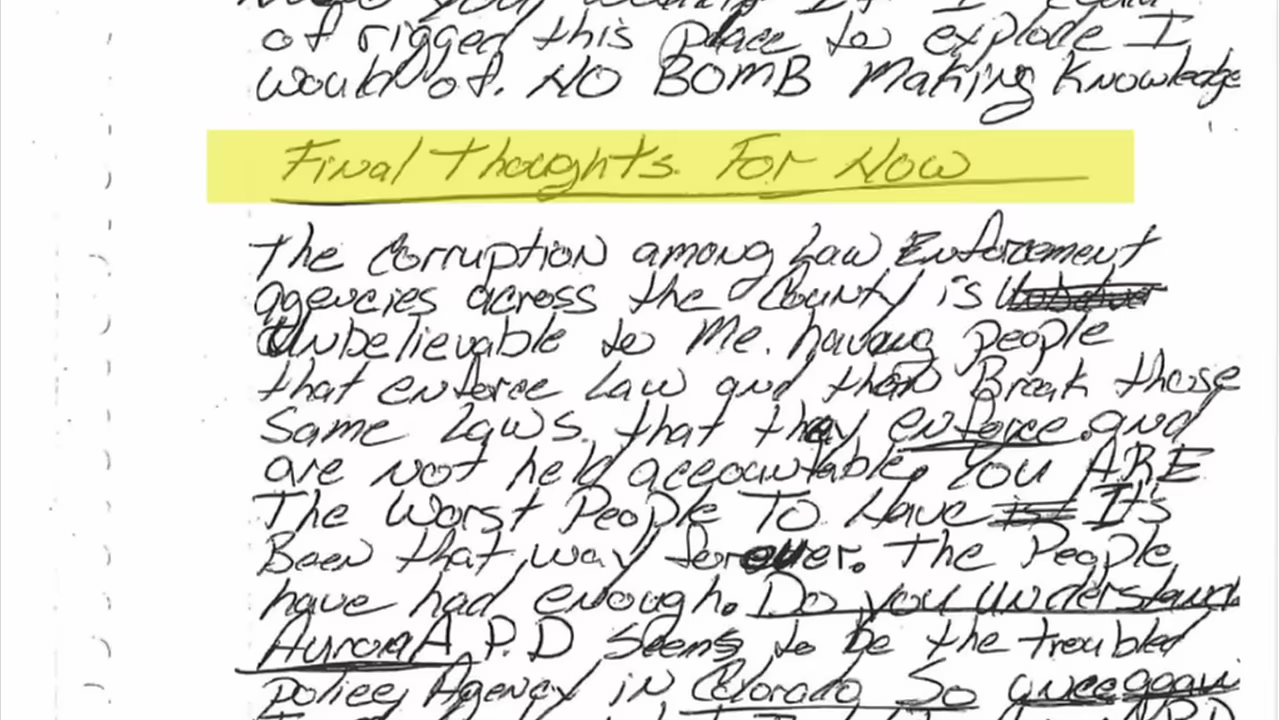 of rigged this place to explode I
would of. NO BOMB Making Knowledge
Final Thoughts For Now
The Corruption among Law Enforcement
agencies across the County is
Unbelievable to Me. having people
that enforce Law and then Break those
Same Laws. that they enforce. and
are not held accountable. You ARE
The Worst People To Have It's
Been that way forever. The People
have had enough. Do you understand
AuroraA P.D Seems to be the troubled
police Agency in Colorado So once again